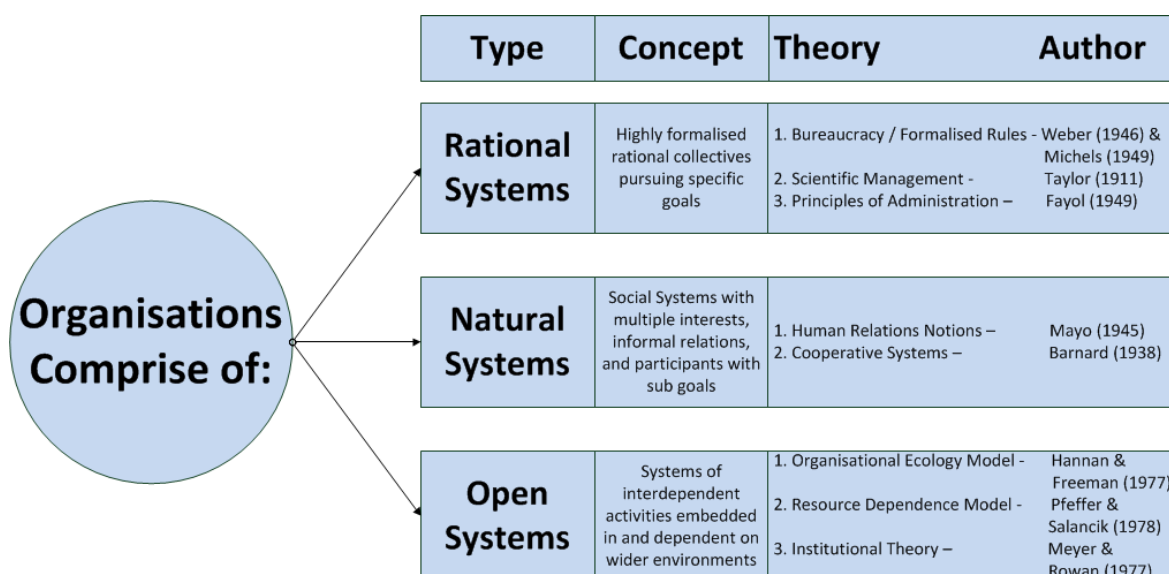 Type Concept Theory Author
Organisations
Comprise of:
Rational
Systems
Highly formalised
rational collectives
pursuing specific
goals
1. Bureaucracy / Formalised Rules - Weber (1946) &
Michels (1949)
2. Scientific Management - Taylor (1911)
3. Principles of Administration – Fayol (1949)
Natural
Systems
Social Systems with
multiple interests,
informal relations,
and participants with
sub goals
1. Human Relations Notions – Mayo (1945)
2. Cooperative Systems – Barnard (1938)
Open
Systems
Systems of
interdependent
activities embedded
in and dependent on
wider environments
1. Organisational Ecology Model - Hannan &
Freeman (1977)
2. Resource Dependence Model - Pfeffer &
Salancik (1978)
3. Institutional Theory – Meyer &
Rowan (1977)